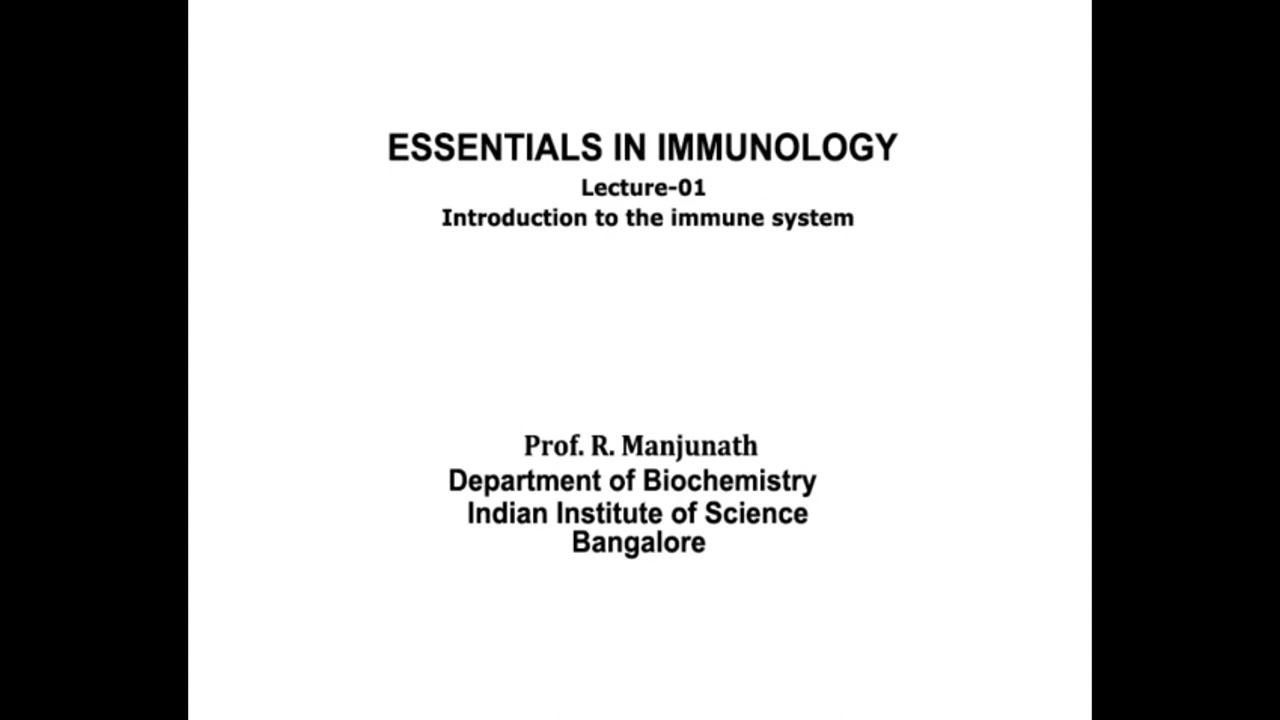 ESSENTIALS IN IMMUNOLOGY
Lecture-01
Introduction to the immune system
Prof. R. Manjunath
Department of Biochemistry
Indian Institute of Science
Bangalore